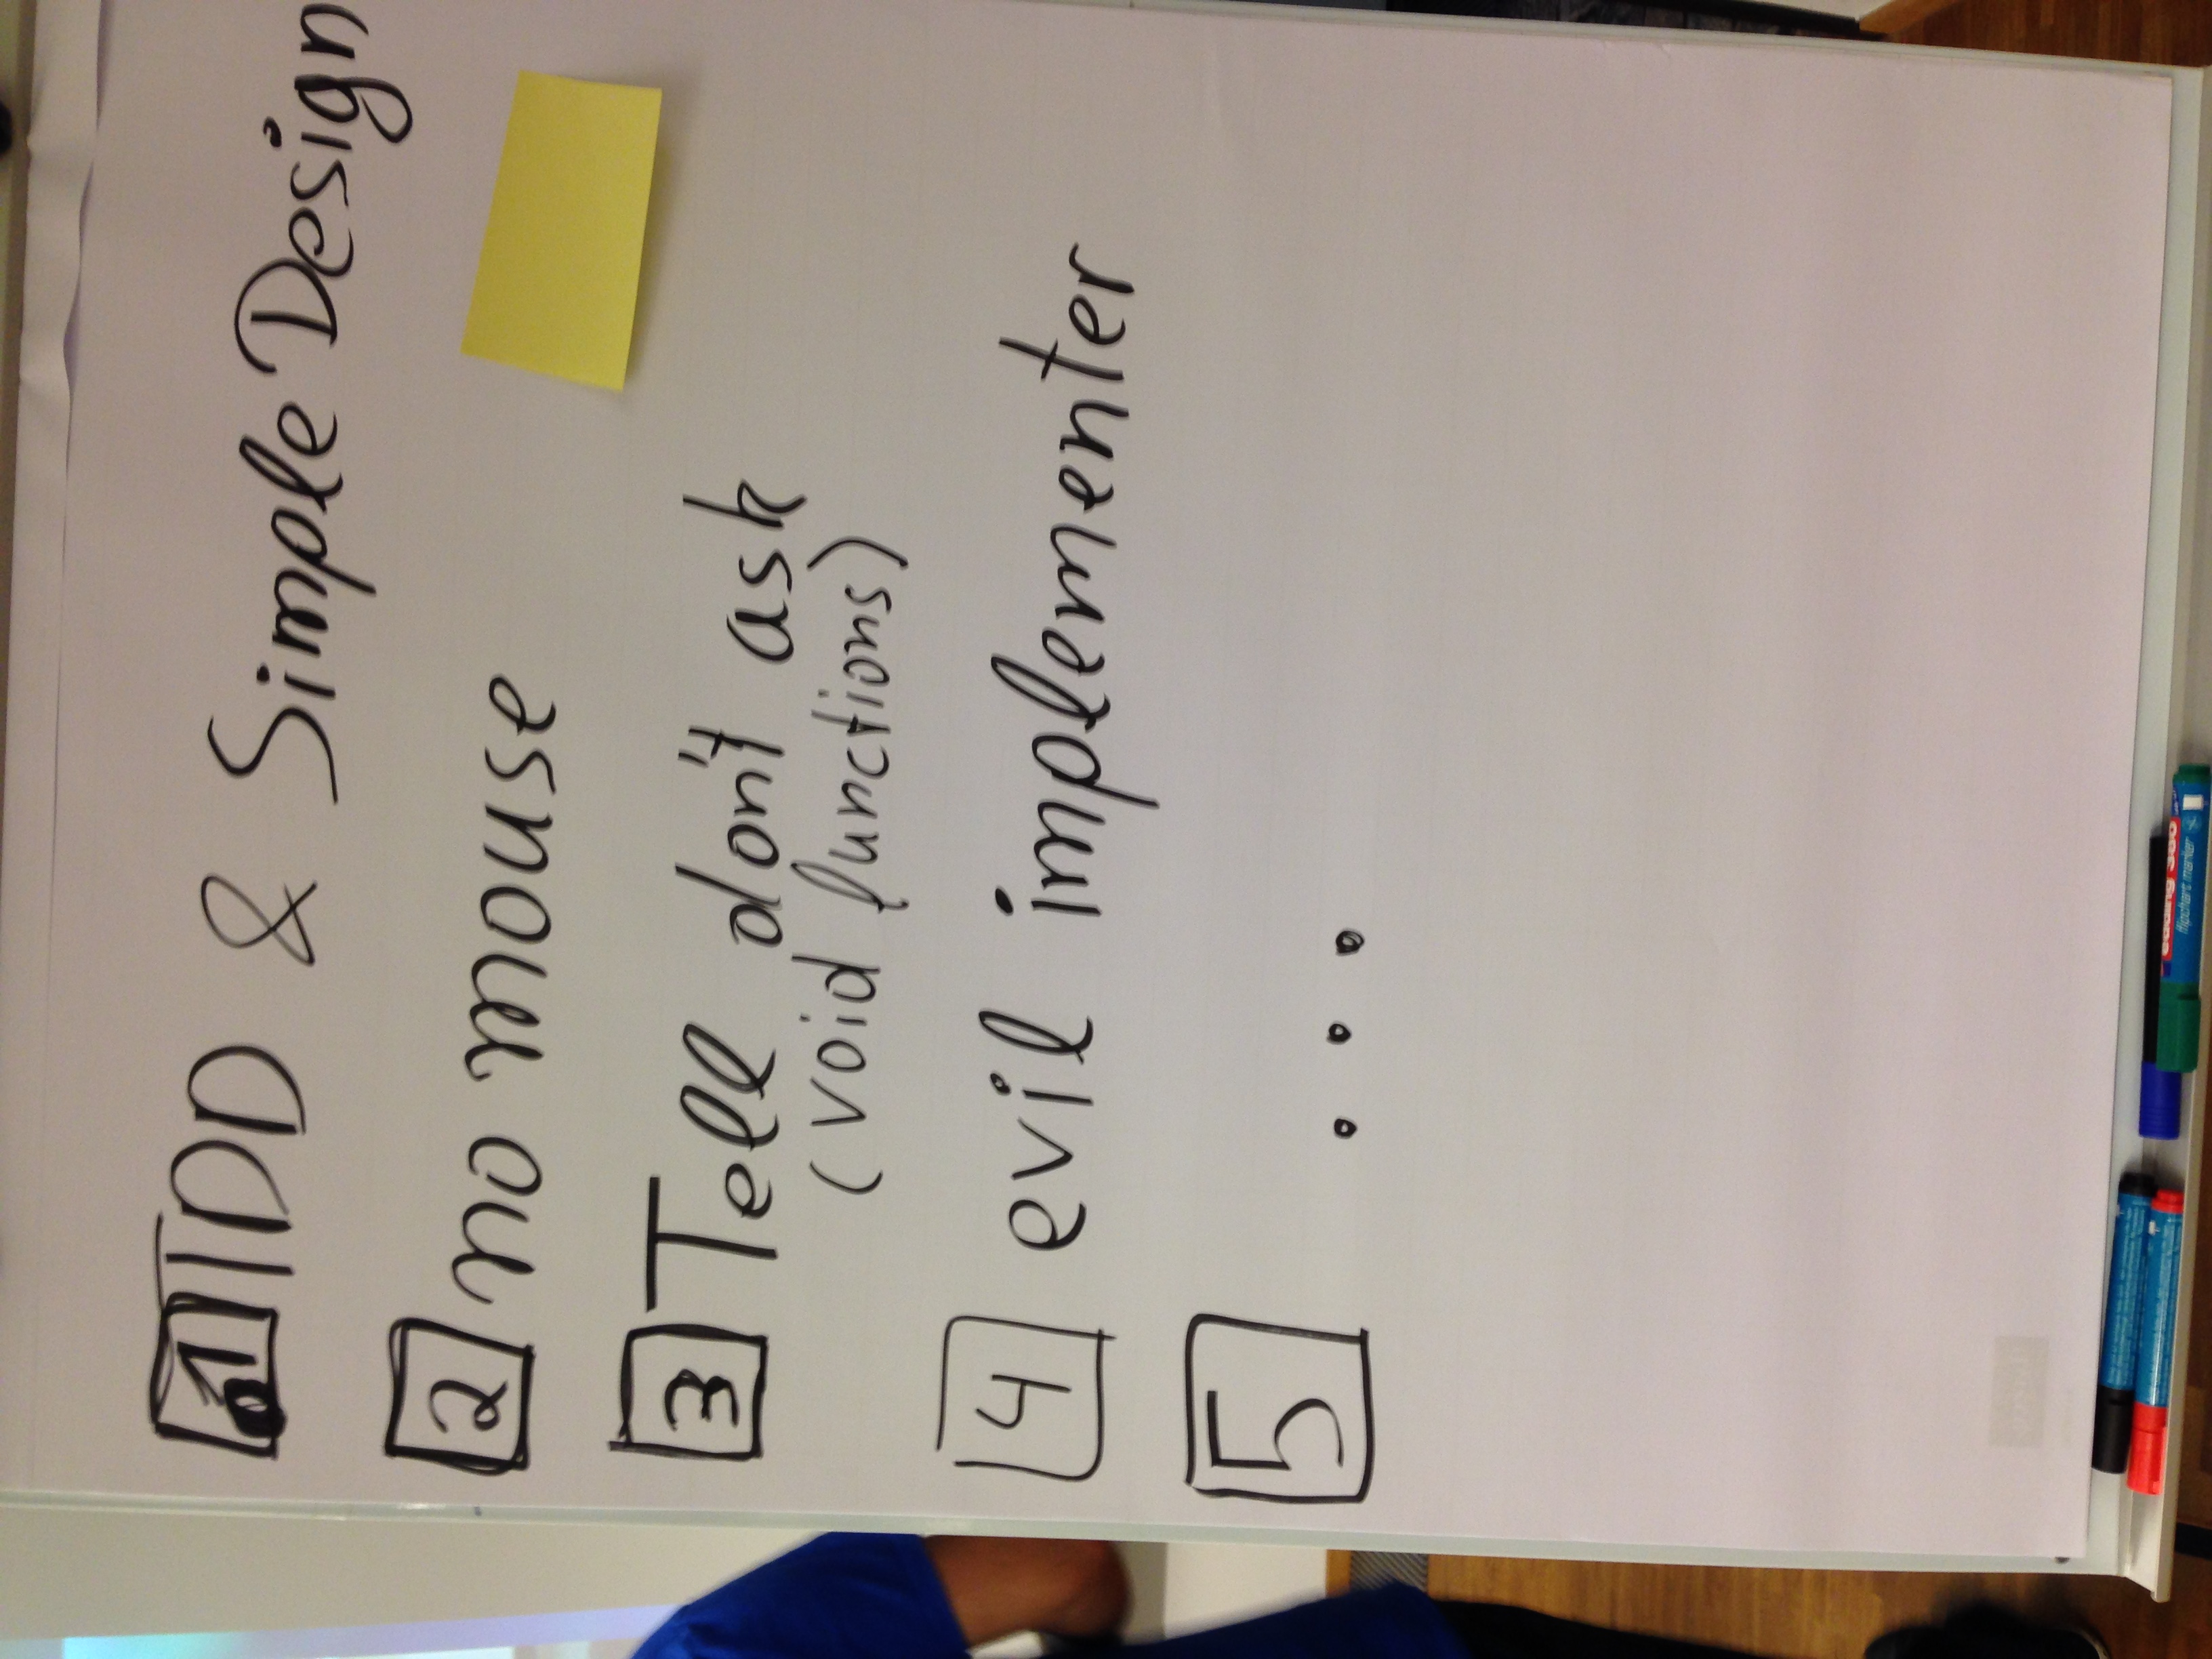 1 TDD & Simple Design
2 no mouse
3 Tell don't ask
(void functions)
4 evil implementer
5 ...
edding 380
flipchart marker